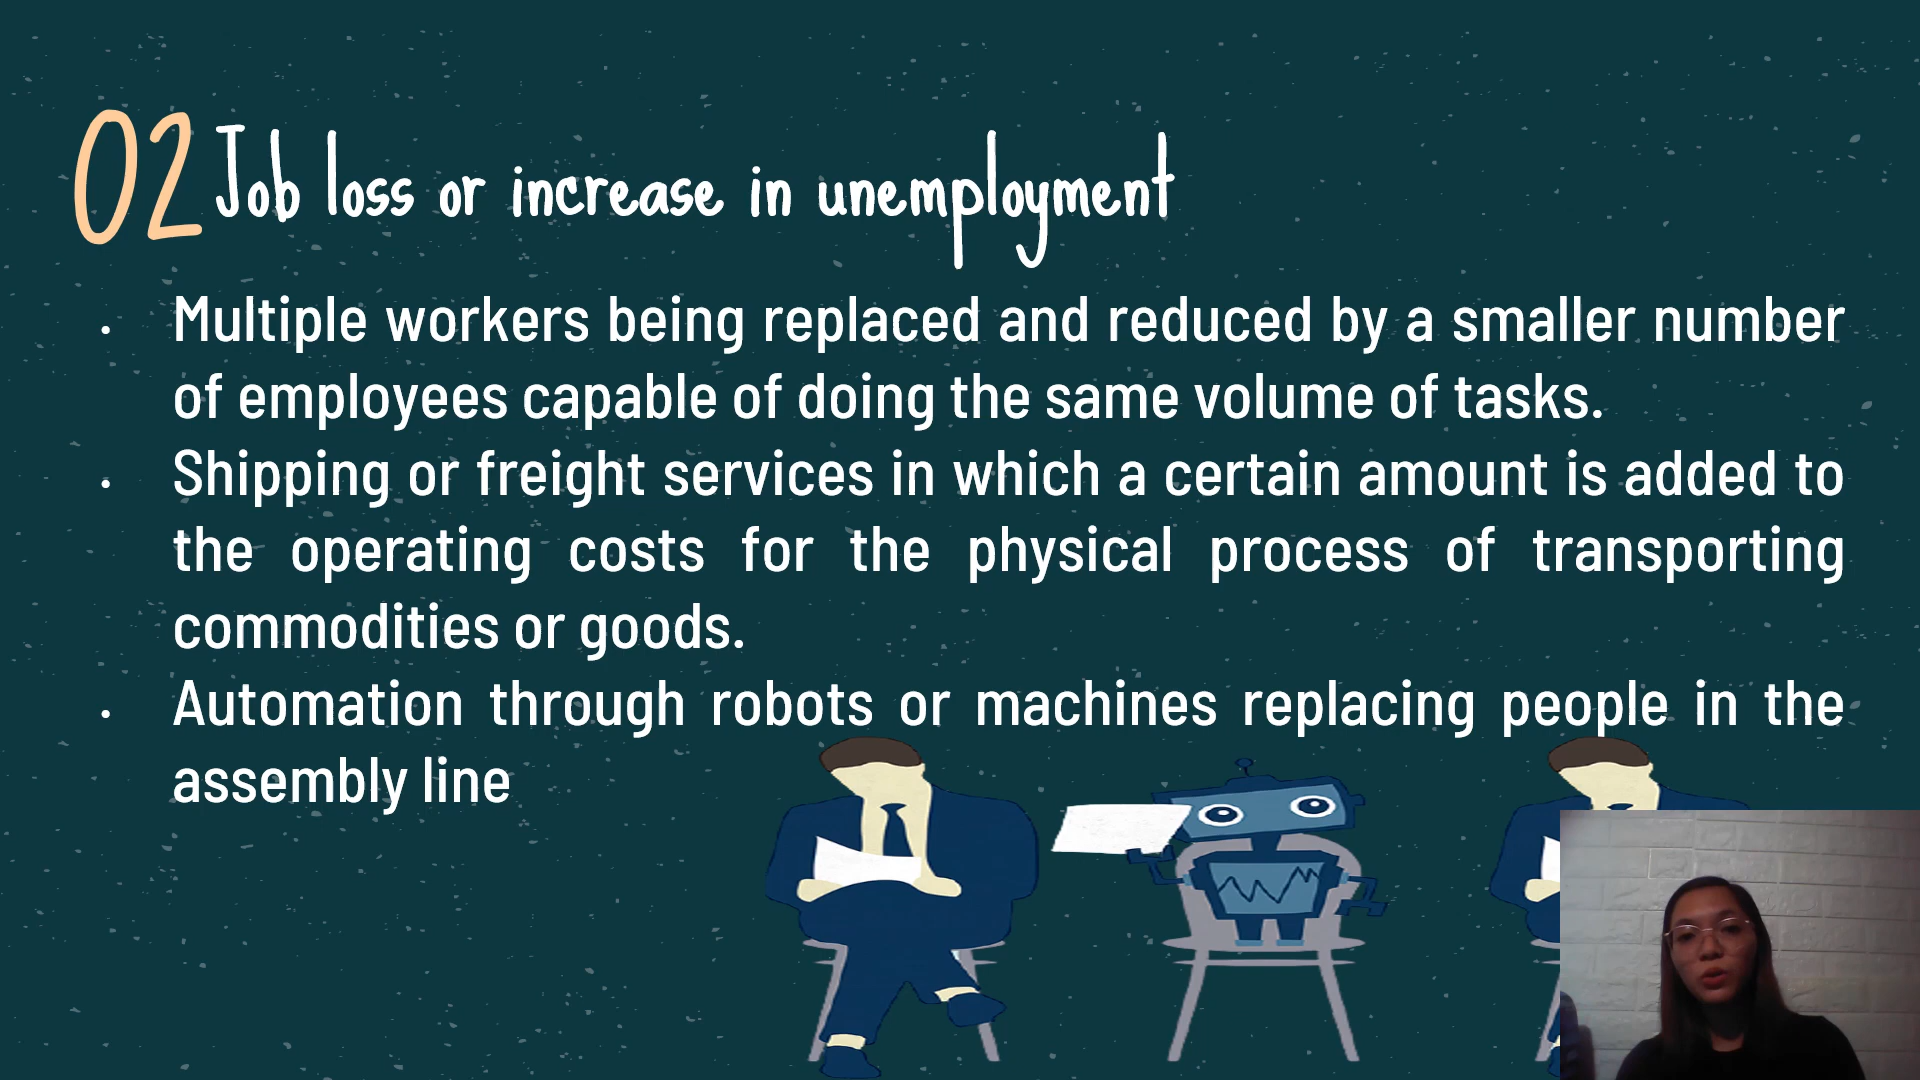 02 Job loss or increase in unemployment
• Multiple workers being replaced and reduced by a smaller number
of employees capable of doing the same volume of tasks.
• Shipping or freight services in which a certain amount is added to
the operating costs for the physical process of transporting
commodities or goods.
• Automation through robots or machines replacing people in the
assembly line